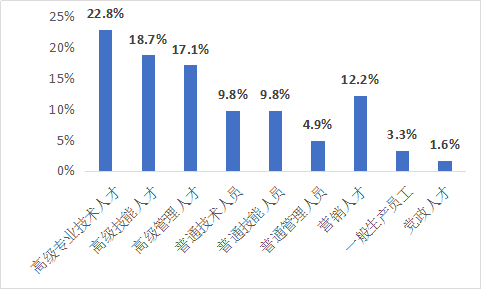 25%
20%
15%
10%
5%
0%
22.8%
18.7%
17.1%
9.8%
9.8%
4.9%
12.2%
3.3%
1.6%
高级专业技术人才
高级技能人才
高级管理人才
普通技术人员
普通技能人员
普通管理人员
营销人才
一般生产员工
党政人才